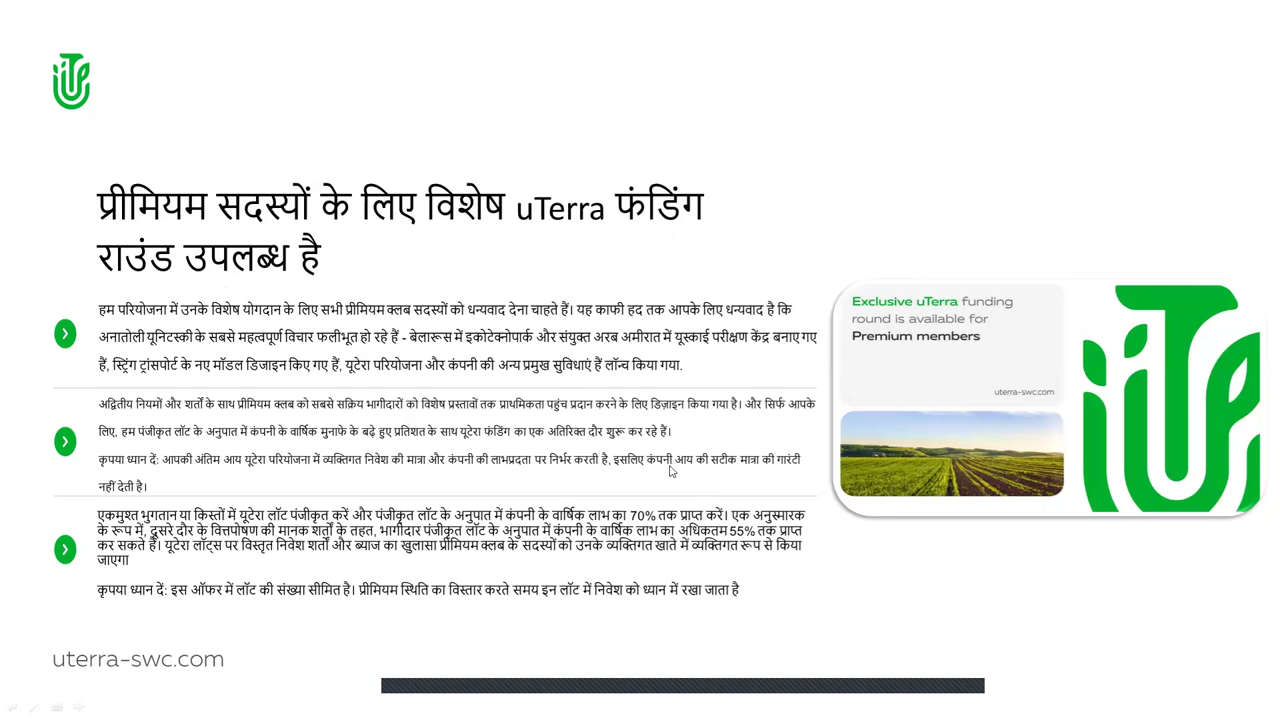 प्रीमियम सदस्यों के लिए विशेष uTerra फंडिंग
राउंड उपलब्ध है
हम परियोजना में उनके विशेष योगदान के लिए सभी प्रीमियम क्लब सदस्यों को धन्यवाद देना चाहते हैं। यह काफी हद तक आपके लिए धन्यवाद है कि
अनातोली यूनिटस्की के सबसे महत्वपूर्ण विचार फलीभूत हो रहे हैं - बेलारूस में इकोटेक्नोपार्क और संयुक्त अरब अमीरात में यूस्काई परीक्षण केंद्र बनाए गए
हैं, स्ट्रिंग ट्रांसपोर्ट के नए मॉडल डिजाइन किए गए हैं, यूटेरा परियोजना और कंपनी की अन्य प्रमुख सुविधाएं हैं लॉन्च किया गया.
अद्वितीय नियमों और शर्तों के साथ प्रीमियम क्लब को सबसे सक्रिय भागीदारों को विशेष प्रस्तावों तक प्राथमिकता पहुंच प्रदान करने के लिए डिज़ाइन किया गया है। और सिर्फ आपके
लिए, हम पंजीकृत लॉट के अनुपात में कंपनी के वार्षिक मुनाफे के बढ़े हुए प्रतिशत के साथ यूटेरा फंडिंग का एक अतिरिक्त दौर शुरू कर रहे हैं।
कृपया ध्यान दें: आपकी अंतिम आय यूटेरा परियोजना में व्यक्तिगत निवेश की मात्रा और कंपनी की लाभप्रदता पर निर्भर करती है, इसलिए कंपनी आय की सटीक मात्रा की गारंटी
नहीं देती है।
एकमुश्त भुगतान या किस्तों में यूटेरा लॉट पंजीकृत करें और पंजीकृत लॉट के अनुपात में कंपनी के वार्षिक लाभ का 70% तक प्राप्त करें। एक अनुस्मारक
के रूप में, दूसरे दौर के वित्तपोषण की मानक शर्तों के तहत, भागीदार पंजीकृत लॉट के अनुपात में कंपनी के वार्षिक लाभ का अधिकतम 55% तक प्राप्त
कर सकते हैं। यूटेरा लॉट्स पर विस्तृत निवेश शर्तों और ब्याज का खुलासा प्रीमियम क्लब के सदस्यों को उनके व्यक्तिगत खाते में व्यक्तिगत रूप से किया
जाएगा
कृपया ध्यान दें: इस ऑफर में लॉट की संख्या सीमित है। प्रीमियम स्थिति का विस्तार करते समय इन लॉट में निवेश को ध्यान में रखा जाता है
Exclusive uTerra funding
round is available for
Premium members
uterra-swc.com
uterra-swc.com